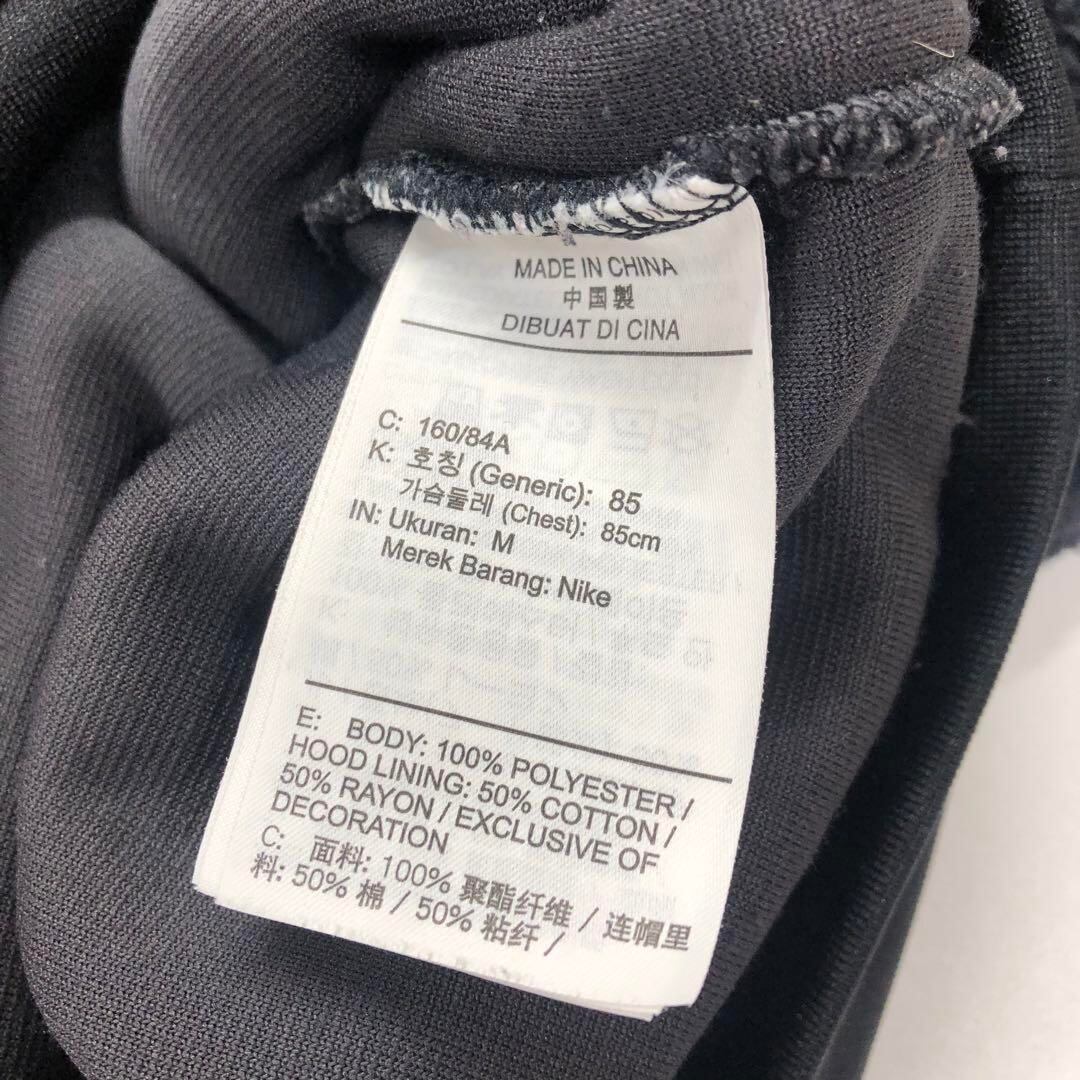 MADE IN CHINA
中国製
DIBUAT DI CINA
C: 160/84A
K: 호칭 (Generic): 85
가슴둘레 (Chest): 85cm
IN: Ukuran: M
Merek Barang: Nike
E: BODY: 100% POLYESTER /
HOOD LINING: 50% COTTON /
50% RAYON / EXCLUSIVE OF
DECORATION
C: 面料: 100% 聚酯纤维 / 连帽里
料: 50% 棉 / 50% 粘纤 /